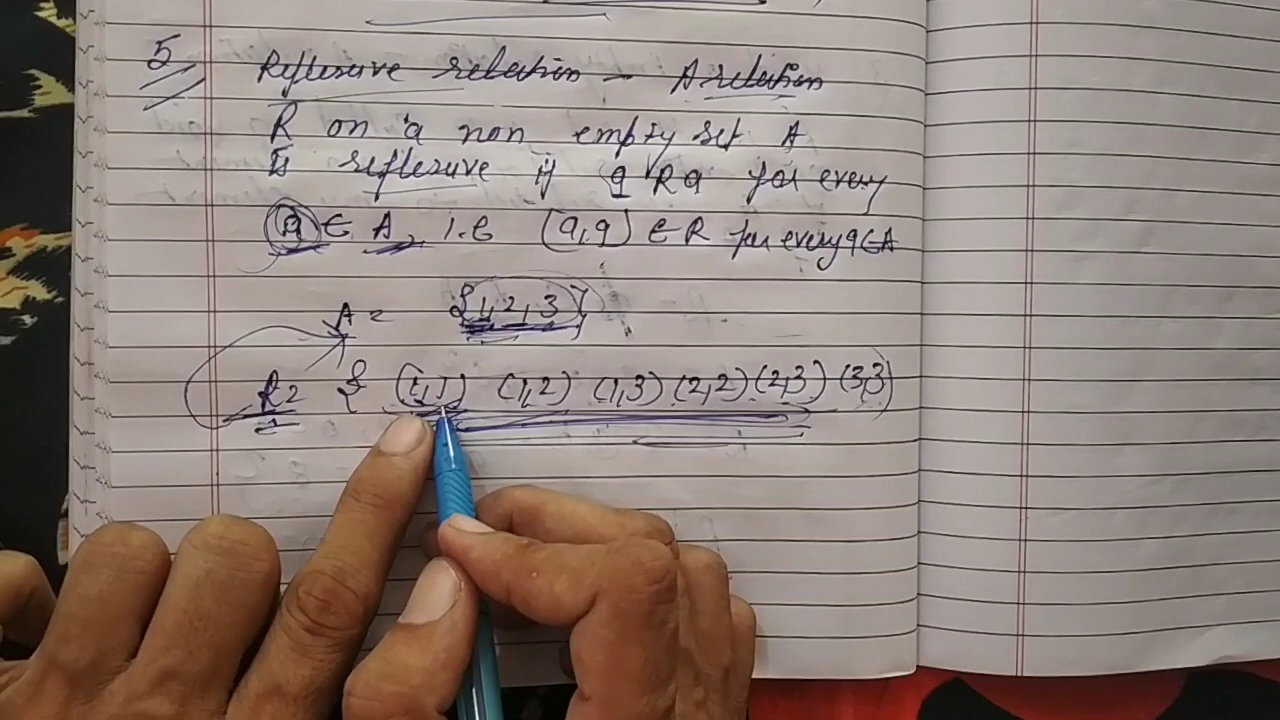 5 Reflexive relation - A relation
R on a non empty set A
is reflexive if a R a for every
a ∈ A, i.e (a,a) ∈ R for every a ∈ A
A = {1,2,3}
R = { (1,1) (1,2) (1,3) (2,2) (2,3) (3,3)